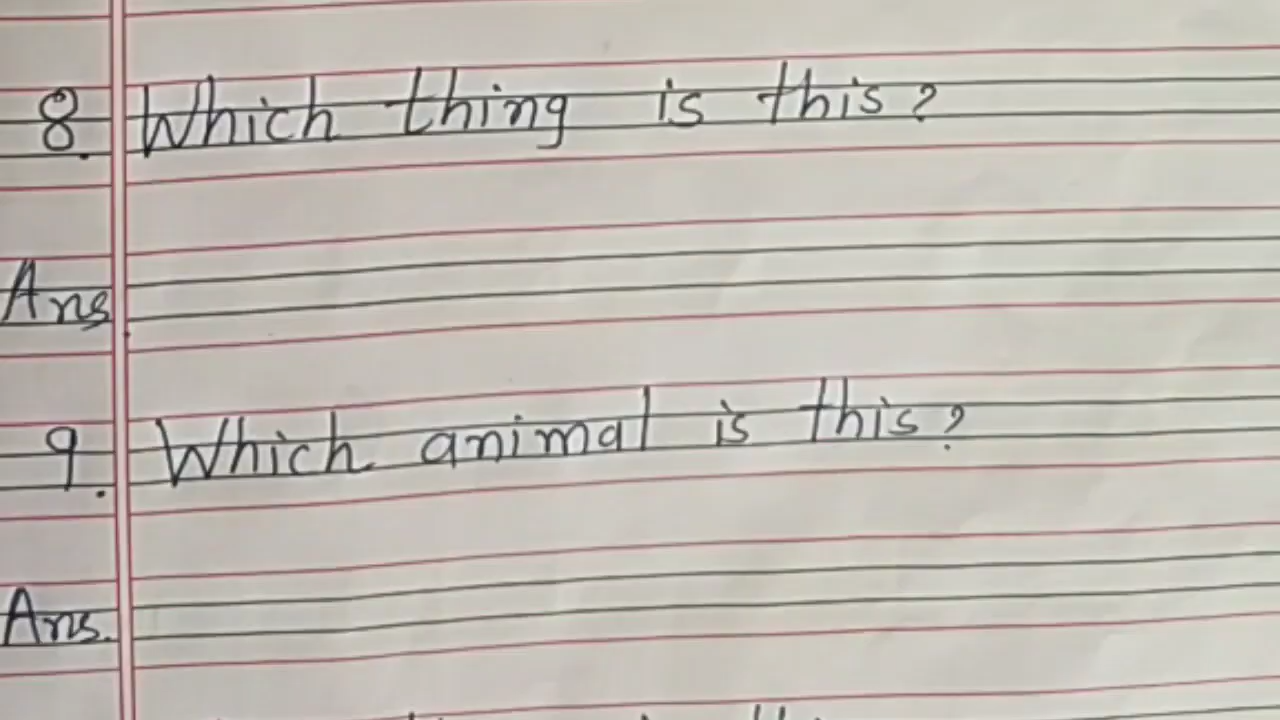 8. Which thing is this?
Ans.
9. Which animal is this?
Ans.